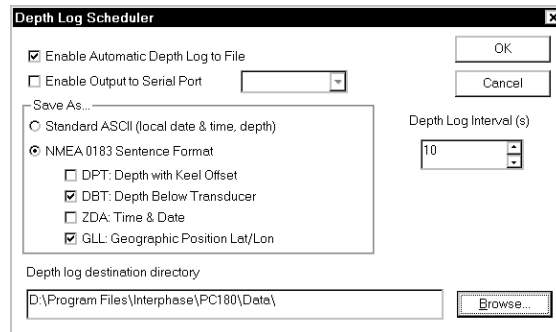 Depth Log Scheduler
Enable Automatic Depth Log to File
Enable Output to Serial Port
OK
Cancel
Save As...
Standard ASCII (local date & time, depth)
NMEA 0183 Sentence Format
DPT: Depth with Keel Offset
DBT: Depth Below Transducer
ZDA: Time & Date
GLL: Geographic Position Lat/Lon
Depth Log Interval (s)
10
Depth log destination directory
D:\Program Files\Interphase\PC180\Data\
Browse...